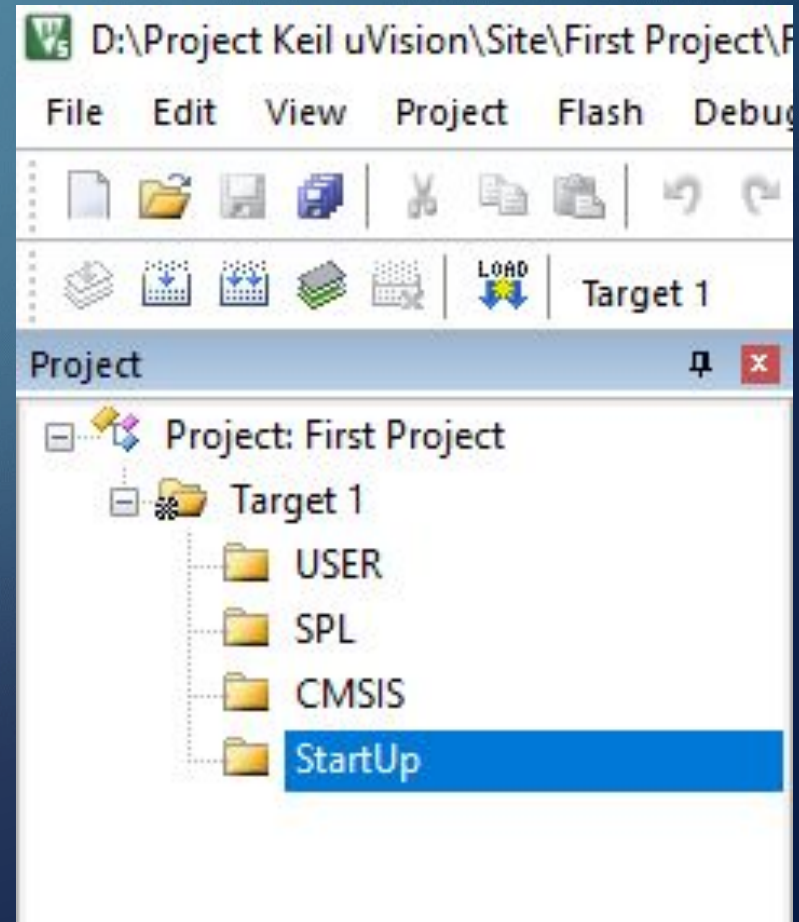 D:\Project Keil uVision\Site\First Project\F
File Edit View Project Flash Debug
LOAD
Target 1
Project
Project: First Project
Target 1
USER
SPL
CMSIS
StartUp